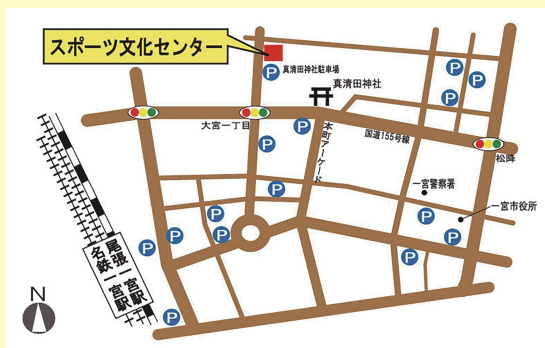 スポーツ文化センター
P
真清田神社駐車場
真清田神社
P
P
P
大宮一丁目
P
本町アーケード
国道155号線
P
松降
P
一宮警察署
P
P
P
一宮市役所
P
P
P
P
名鉄一宮駅
尾張一宮駅
P
N